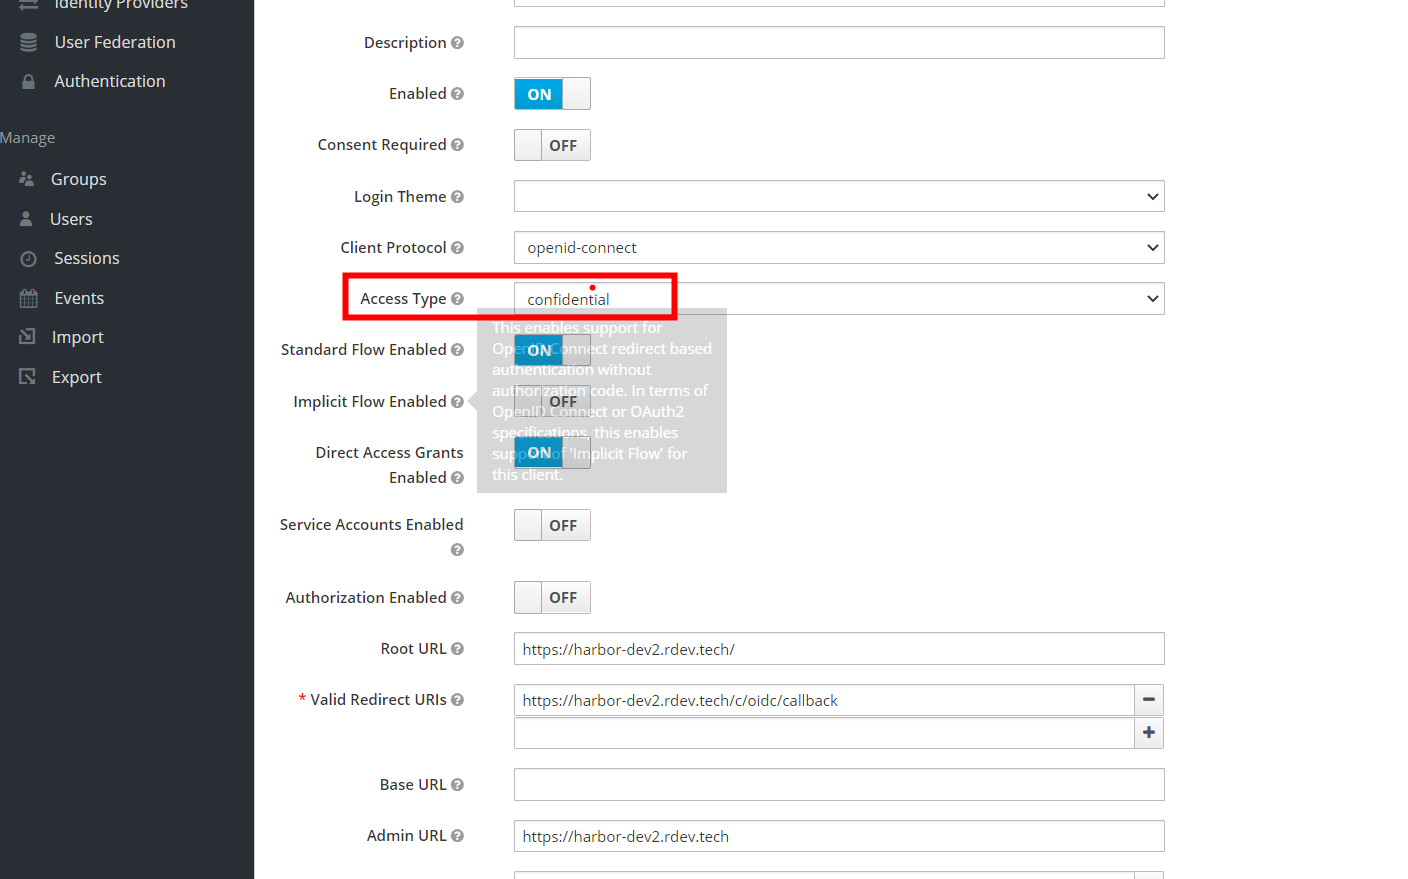 Identity Providers
User Federation
Authentication
Manage
Groups
Users
Sessions
Events
Import
Export
Description
Enabled
ON
Consent Required
OFF
Login Theme
Client Protocol
openid-connect
Access Type
confidential
Standard Flow Enabled
ON
Implicit Flow Enabled
OFF
This enables support for
OpenID Connect redirect based
authentication without
authorization code. In terms of
OpenID Connect or OAuth2
specifications, this enables
support of 'Implicit Flow' for
this client.
Direct Access Grants
Enabled
ON
Service Accounts Enabled
OFF
Authorization Enabled
OFF
Root URL
https://harbor-dev2.rdev.tech/
* Valid Redirect URIs
https://harbor-dev2.rdev.tech/c/oidc/callback
Base URL
Admin URL
https://harbor-dev2.rdev.tech